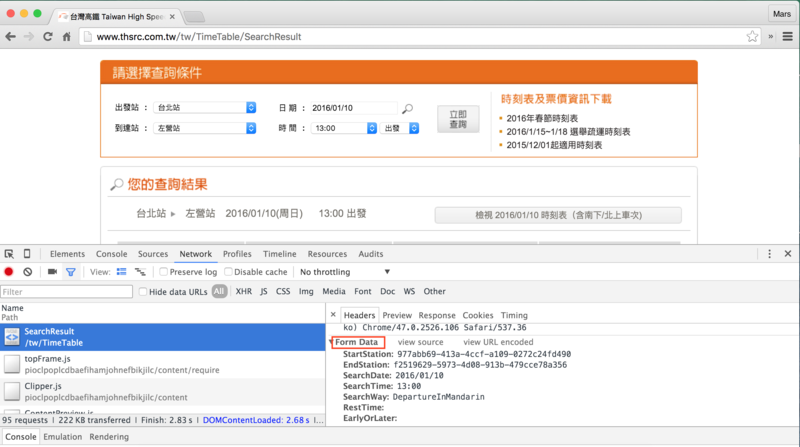 台灣高鐵 Taiwan High Spee
Mars
www.thsrc.com.tw/tw/TimeTable/SearchResult
請選擇查詢條件
出發站 : 台北站 日 期 : 2016/01/10 立即查詢
到達站 : 左營站 時 間 : 13:00 出發
時刻表及票價資訊下載
2016年春節時刻表
2016/1/15~1/18 選舉疏運時刻表
2015/12/01起適用時刻表
您的查詢結果
台北站 左營站 2016/01/10(周日) 13:00 出發
檢視 2016/01/10 時刻表（含南下/北上車次）
Elements Console Sources Network Profiles Timeline Resources Audits
View: Preserve log Disable cache No throttling
Filter Hide data URLs All XHR JS CSS Img Media Font Doc WS Other
Name
Path
SearchResult
/tw/TimeTable
topFrame.js
pioclpoplcdbaefihamjohnefbikjilc/content/require
Clipper.js
pioclpoplcdbaefihamjohnefbikjilc/content
ContentPreview.js
95 requests | 222 KB transferred | Finish: 2.83 s | DOMContentLoaded: 2.68 s | ...
× Headers Preview Response Cookies Timing
ko) Chrome/47.0.2526.106 Safari/537.36
Form Data view source view URL encoded
StartStation: 977abb69-413a-4ccf-a109-0272c24fd490
EndStation: f2519629-5973-4d08-913b-479cce78a356
SearchDate: 2016/01/10
SearchTime: 13:00
SearchWay: DepartureInMandarin
RestTime:
EarlyOrLater:
Console Emulation Rendering